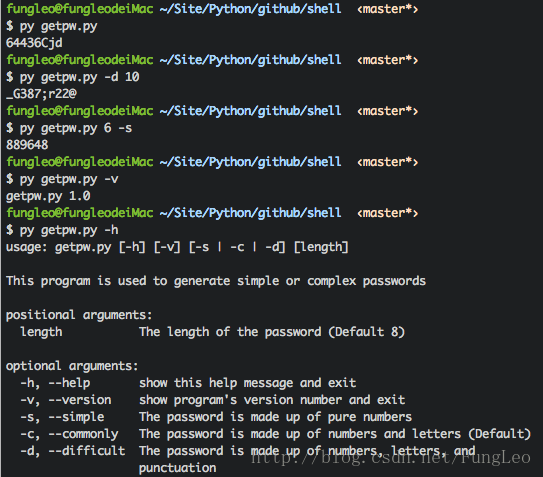 fungleo@fungleodeiMac ~/Site/Python/github/shell ‹master*›
$ py getpw.py
64436Cjd
fungleo@fungleodeiMac ~/Site/Python/github/shell ‹master*›
$ py getpw.py -d 10
_G387;r22@
fungleo@fungleodeiMac ~/Site/Python/github/shell ‹master*›
$ py getpw.py 6 -s
889648
fungleo@fungleodeiMac ~/Site/Python/github/shell ‹master*›
$ py getpw.py -v
getpw.py 1.0
fungleo@fungleodeiMac ~/Site/Python/github/shell ‹master*›
$ py getpw.py -h
usage: getpw.py [-h] [-v] [-s | -c | -d] [length]
This program is used to generate simple or complex passwords
positional arguments:
length The length of the password (Default 8)
optional arguments:
-h, --help show this help message and exit
-v, --version show program's version number and exit
-s, --simple The password is made up of pure numbers
-c, --commonly The password is made up of numbers and letters (Default)
-d, --difficult The password is made up of numbers, letters, and
punctuation
http://blog.csdn.net/FungLeo